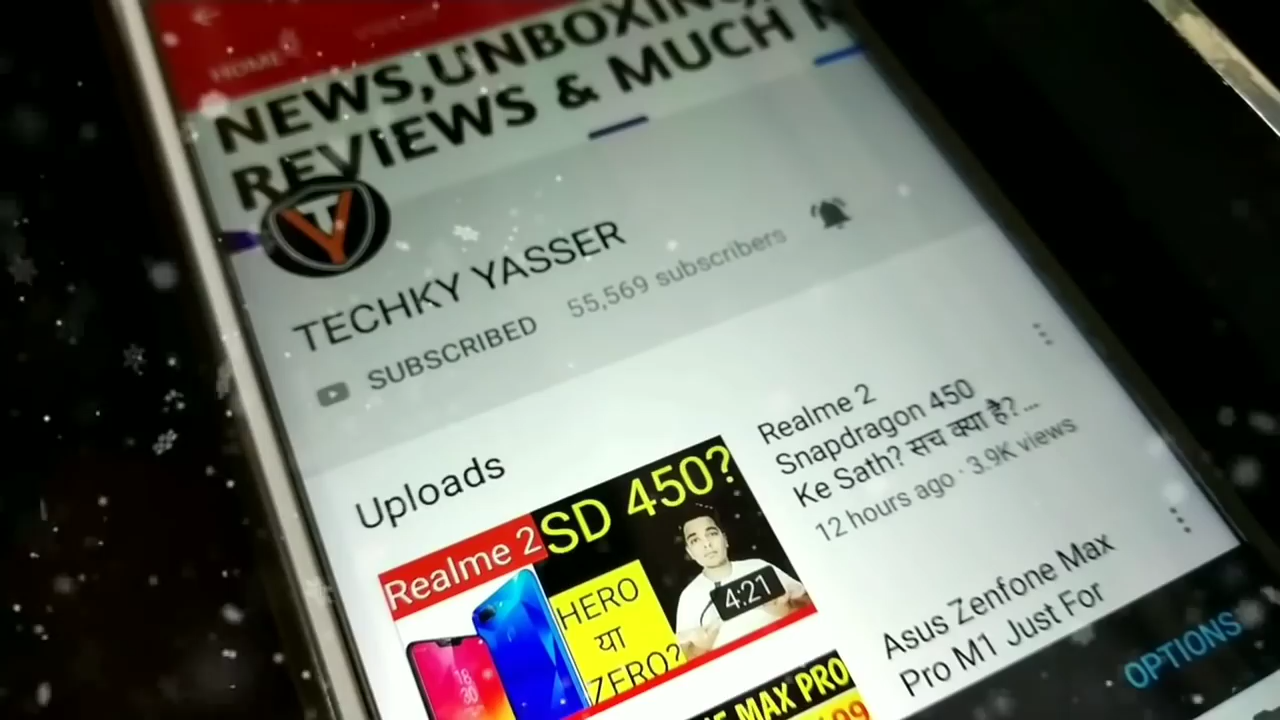 HOME
NEWS,UNBOXING,
REVIEWS & MUCH
TECHKY YASSER
SUBSCRIBED 55,569 subscribers
Uploads
Realme 2
SD 450?
HERO
या
ZERO?
4:21
18
30
Realme 2
Snapdragon 450
Ke Sath? सच क्या है?...
12 hours ago · 3.9K views
MAX PRO
Asus Zenfone Max
Pro M1 Just For
OPTIONS